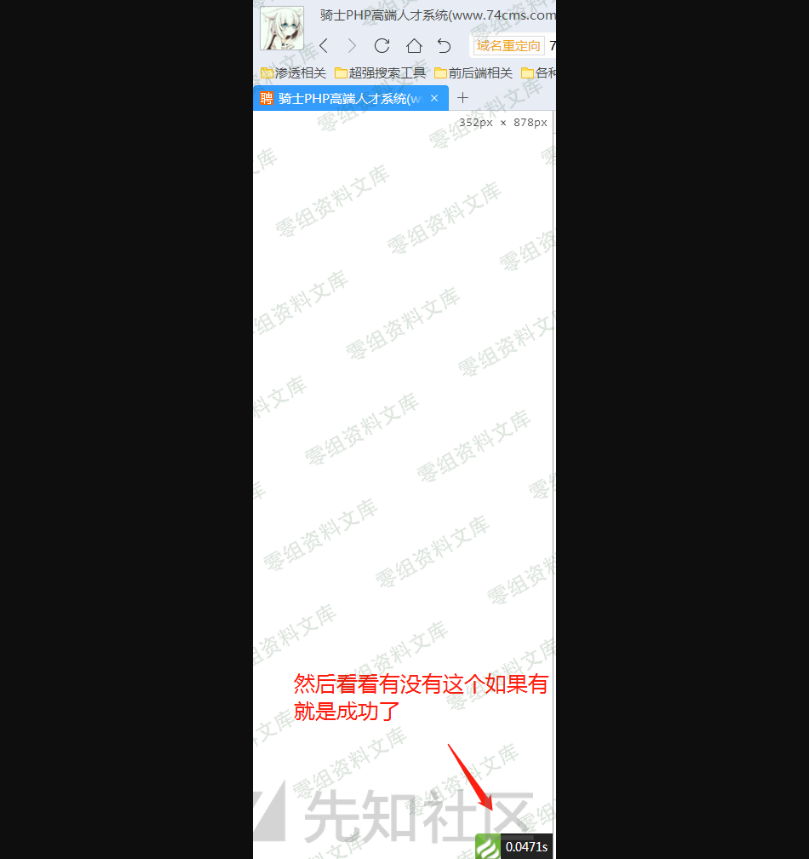 骑士PHP高端人才系统(www.74cms.com
域名重定向 7
渗透相关 超强搜索工具 前后端相关 各种
聘 骑士PHP高端人才系统(w × +
352px × 878px
零组资料文库
然后看看有没有这个如果有
就是成功了
先知社区
0.0471s